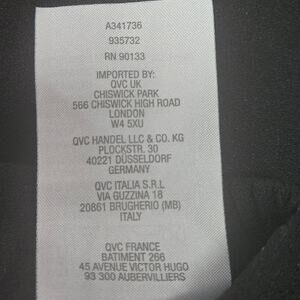 A341736
935732
RN 90133
IMPORTED BY:
QVC UK
CHISWICK PARK
566 CHISWICK HIGH ROAD
LONDON
W4 5XU
QVC HANDEL LLC & CO. KG
PLOCKSTR. 30
40221 DÜSSELDORF
GERMANY
QVC ITALIA S.R.L
VIA GUZZINA 18
20861 BRUGHERIO (MB)
ITALY
QVC FRANCE
BATIMENT 266
45 AVENUE VICTOR HUGO
93 300 AUBERVILLIERS